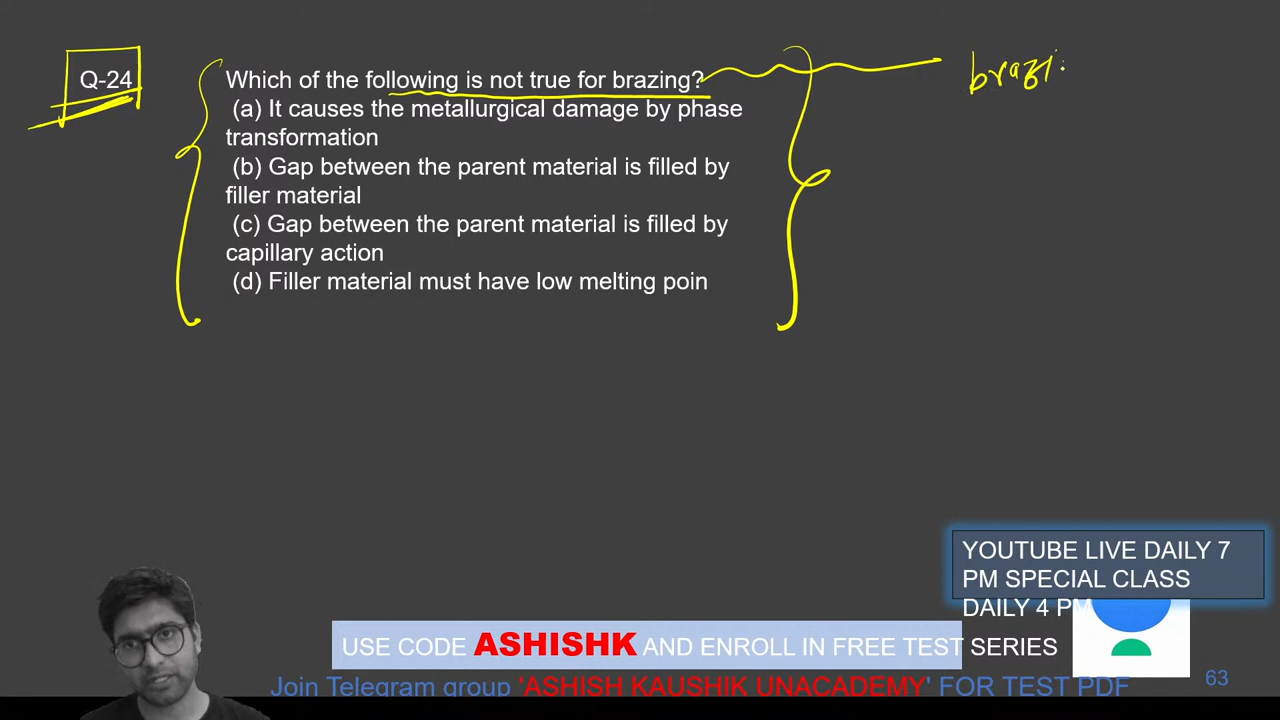 Q-24
Which of the following is not true for brazing?
(a) It causes the metallurgical damage by phase
transformation
(b) Gap between the parent material is filled by
filler material
(c) Gap between the parent material is filled by
capillary action
(d) Filler material must have low melting poin
brazi
YOUTUBE LIVE DAILY 7
PM SPECIAL CLASS
DAILY 4 PM
USE CODE ASHISHK AND ENROLL IN FREE TEST SERIES
Join Telegram group 'ASHISH KAUSHIK UNACADEMY' FOR TEST PDF
63